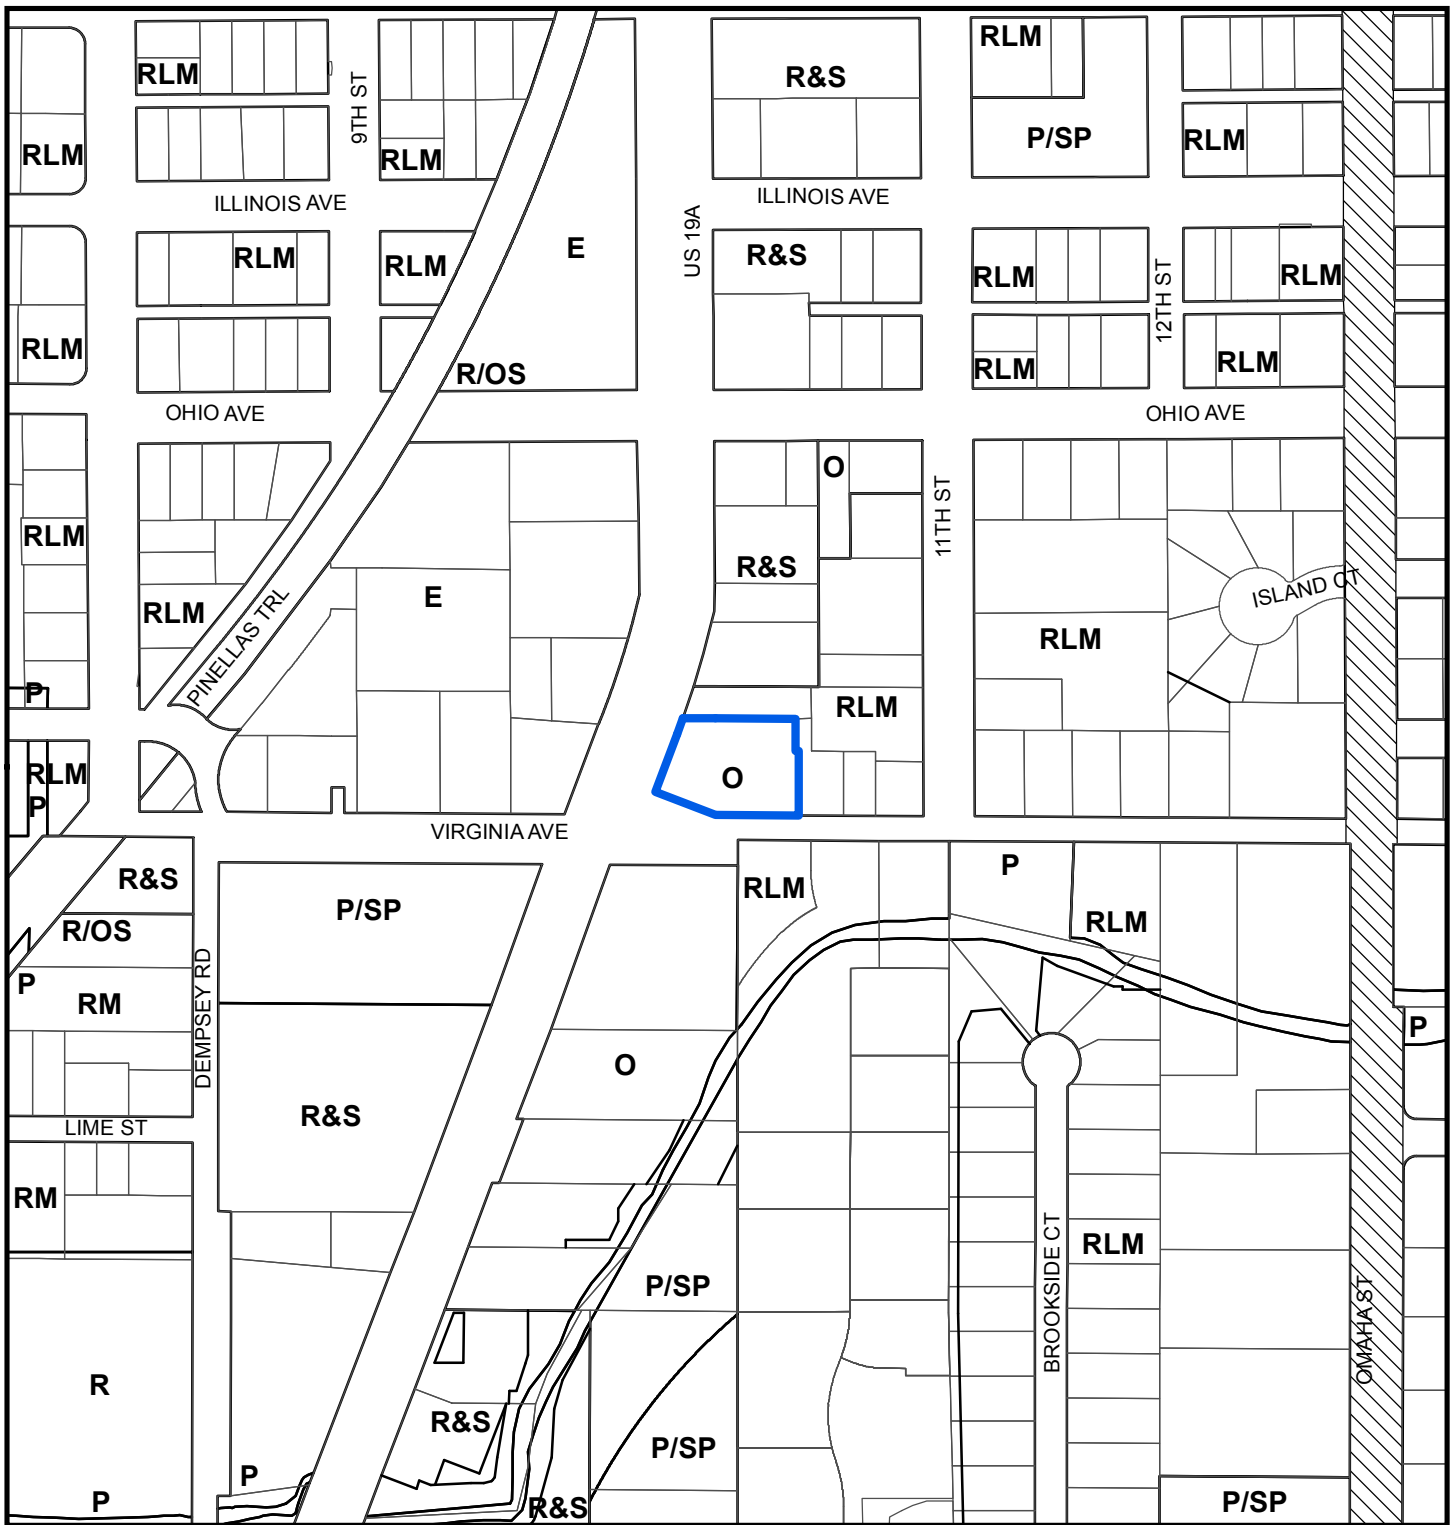 RLM
R&S
RLM
9TH ST
P/SP
RLM
RLM
RLM
ILLINOIS AVE
ILLINOIS AVE
US 19A
E
R&S
RLM
RLM
RLM
RLM
12TH ST
RLM
R/OS
RLM
RLM
OHIO AVE
OHIO AVE
O
11TH ST
RLM
R&S
ISLAND CT
E
RLM
PINELLAS TRL
RLM
P
RLM
RLM
O
P
VIRGINIA AVE
P
R&S
RLM
P/SP
RLM
R/OS
DEMPSEY RD
P
RM
P
O
R&S
LIME ST
RM
BROOKSIDE CT
RLM
P/SP
OMAHA ST
R
R&S
P/SP
P
P
R&S
P/SP